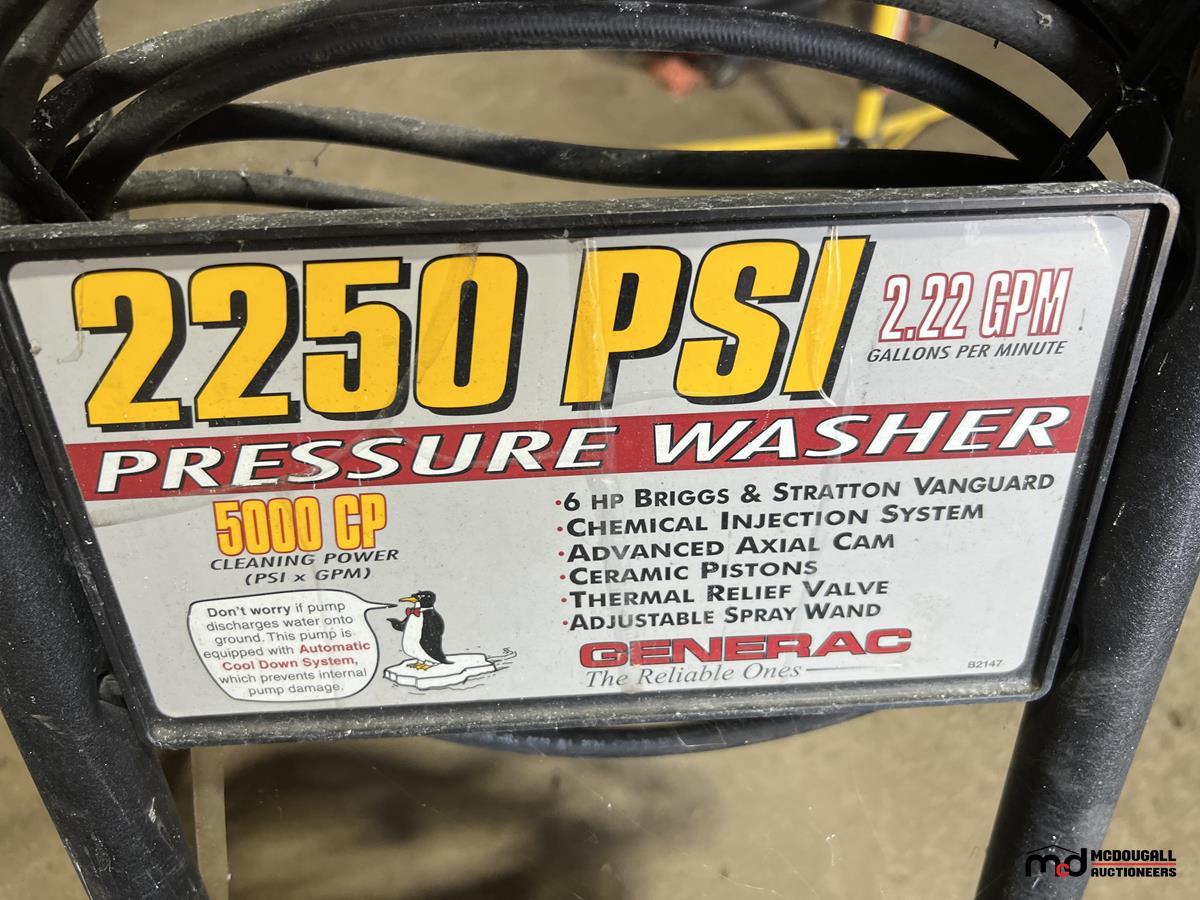 2250 PSI
2.22 GPM
GALLONS PER MINUTE
PRESSURE WASHER
5000 CP
CLEANING POWER
(PSI x GPM)
Don't worry if pump
discharges water onto
ground. This pump is
equipped with Automatic
Cool Down System,
which prevents internal
pump damage.
·6 HP BRIGGS & STRATTON VANGUARD
·CHEMICAL INJECTION SYSTEM
·ADVANCED AXIAL CAM
·CERAMIC PISTONS
·THERMAL RELIEF VALVE
·ADJUSTABLE SPRAY WAND
GENERAC
The Reliable Ones
B2147
mcd MCDOUGALL
AUCTIONEERS